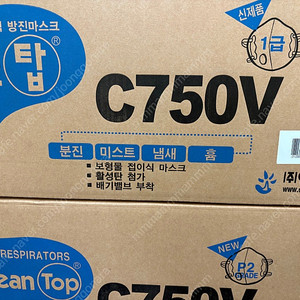 방진마스크
신제품
탑®
1급
C750V
분진 미스트 냄새 흄
• 보형물 접이식 마스크
• 활성탄 첨가
• 배기밸브 부착
RESPIRATORS
NEW
ean Top®
P2
GRADE
C750V